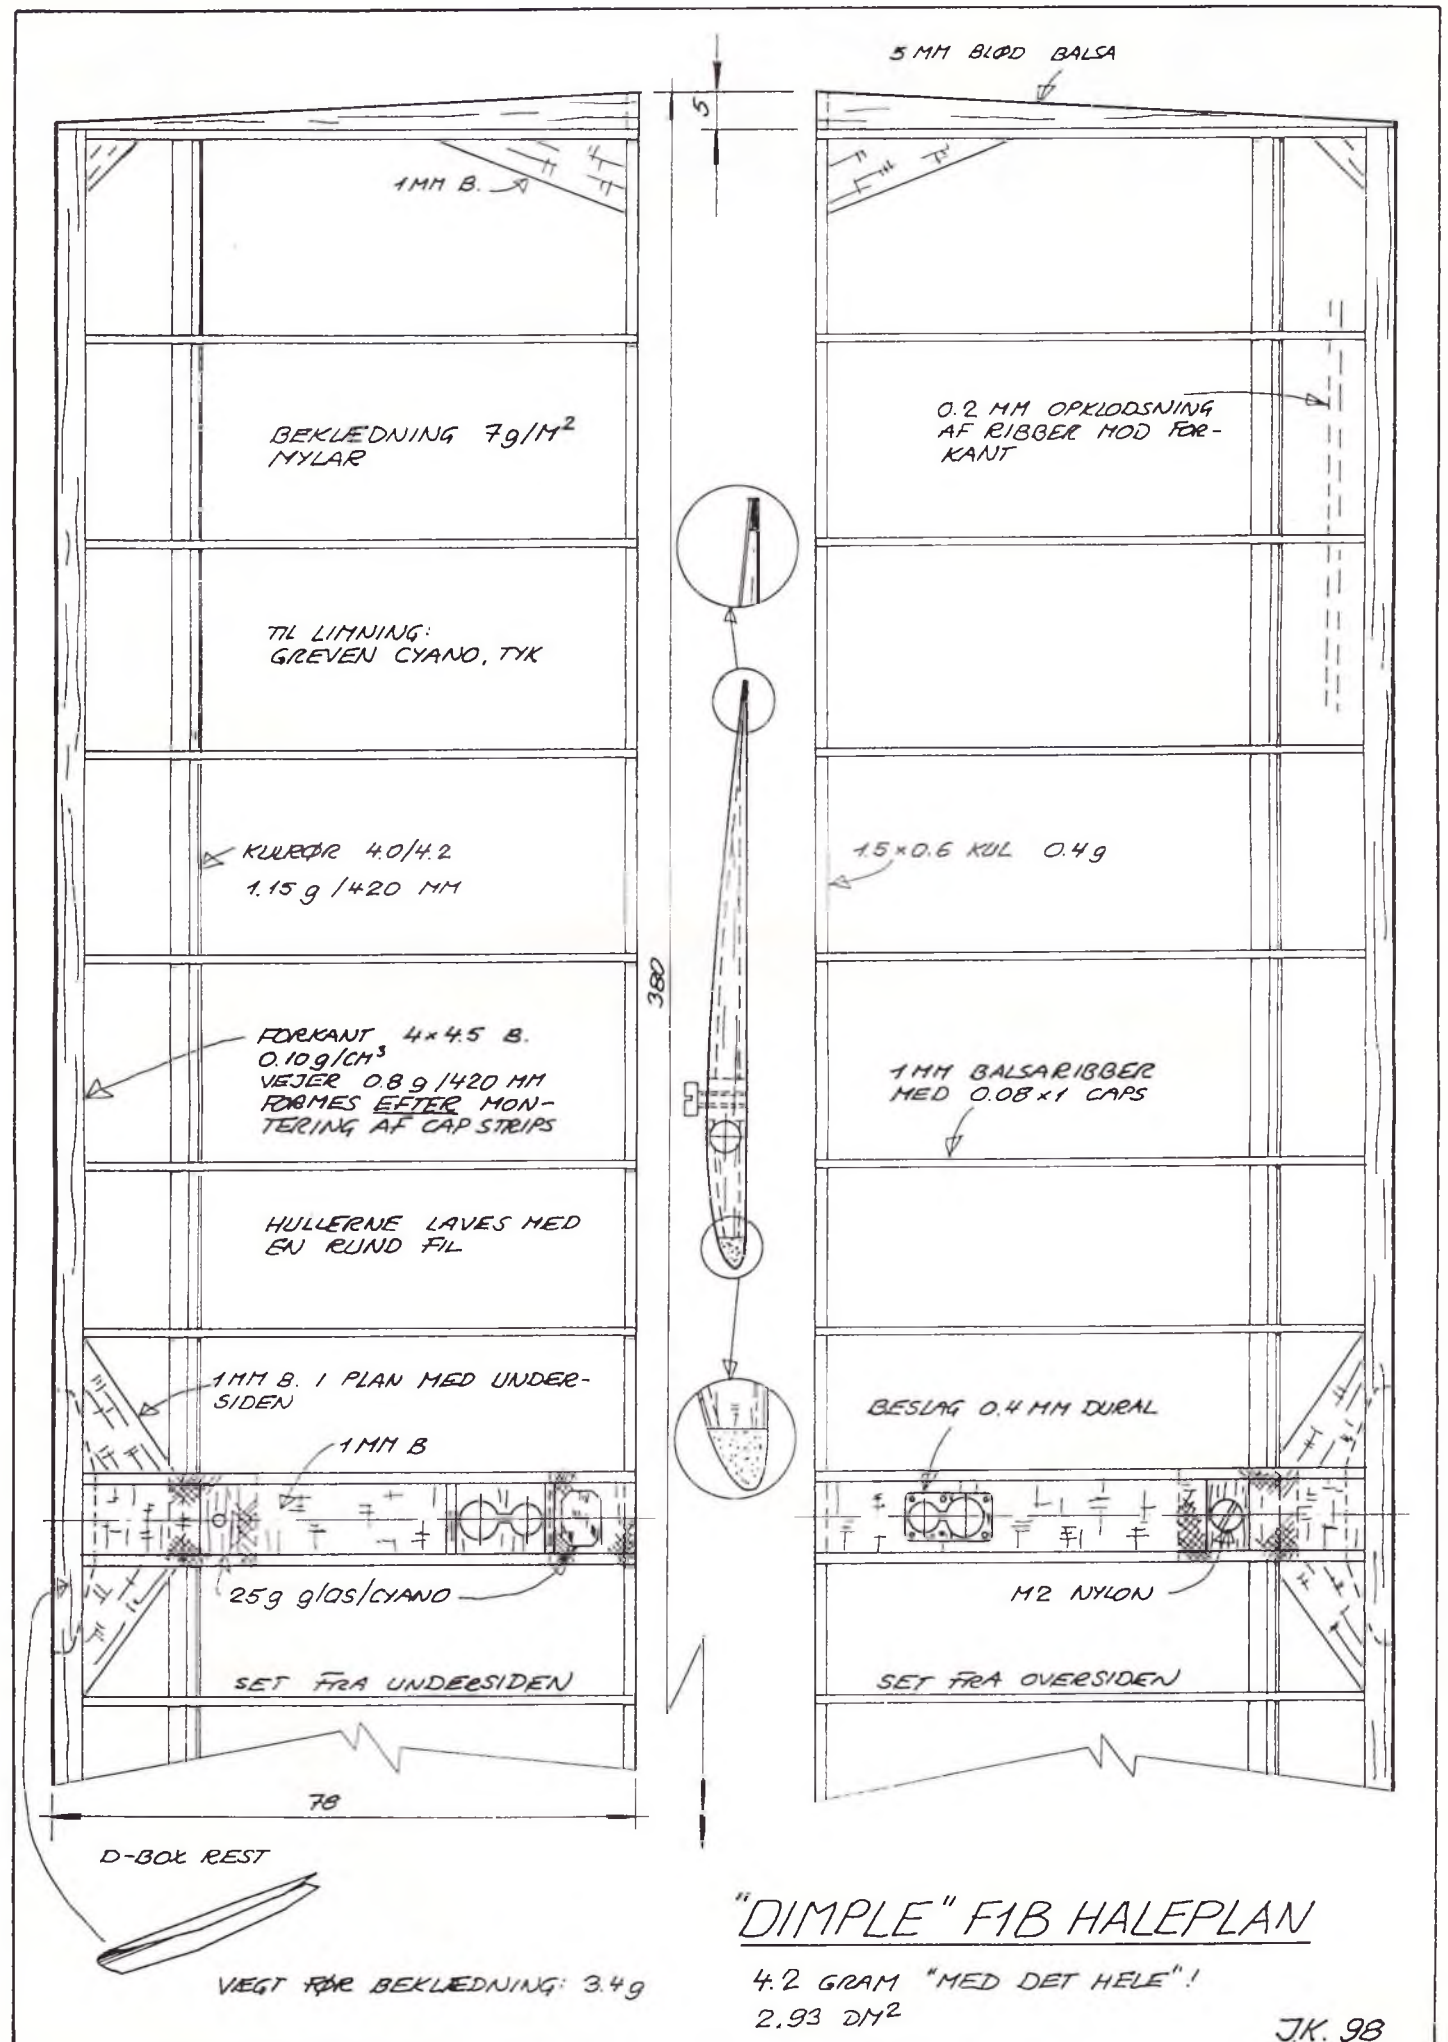 5 MM BLØD BALSA
5
1 MM B.
BEKLÆDNING 7g/M²
MYLAR
0.2 MM OPKLODSNING
AF RIBBER MOD FOR-
KANT
TIL LIMNING:
GREVEN CYANO, TYK
KULRØR 4.0/4.2
1.15 g /420 MM
1.5×0.6 KUL 0.4g
380
FORKANT 4×4.5 B.
0.10g/CM³
VEJER 0.8 g /420 MM
FORMES EFTER MON-
TERING AF CAP STRIPS
1 MM BALSARIBBER
MED 0.08×1 CAPS
HULLERNE LAVES MED
EN RUND FIL
1 MM B. I PLAN MED UNDER-
SIDEN
1 MM B
BESLAG 0.4 MM DURAL
25g glas/CYANO
M2 NYLON
SET FRA UNDERSIDEN
SET FRA OVERSIDEN
78
D-BOX REST
"DIMPLE" F1B HALEPLAN
VÆGT FØR BEKLÆDNING: 3.4g
4.2 GRAM "MED DET HELE"!
2.93 DM²
J.K. 98